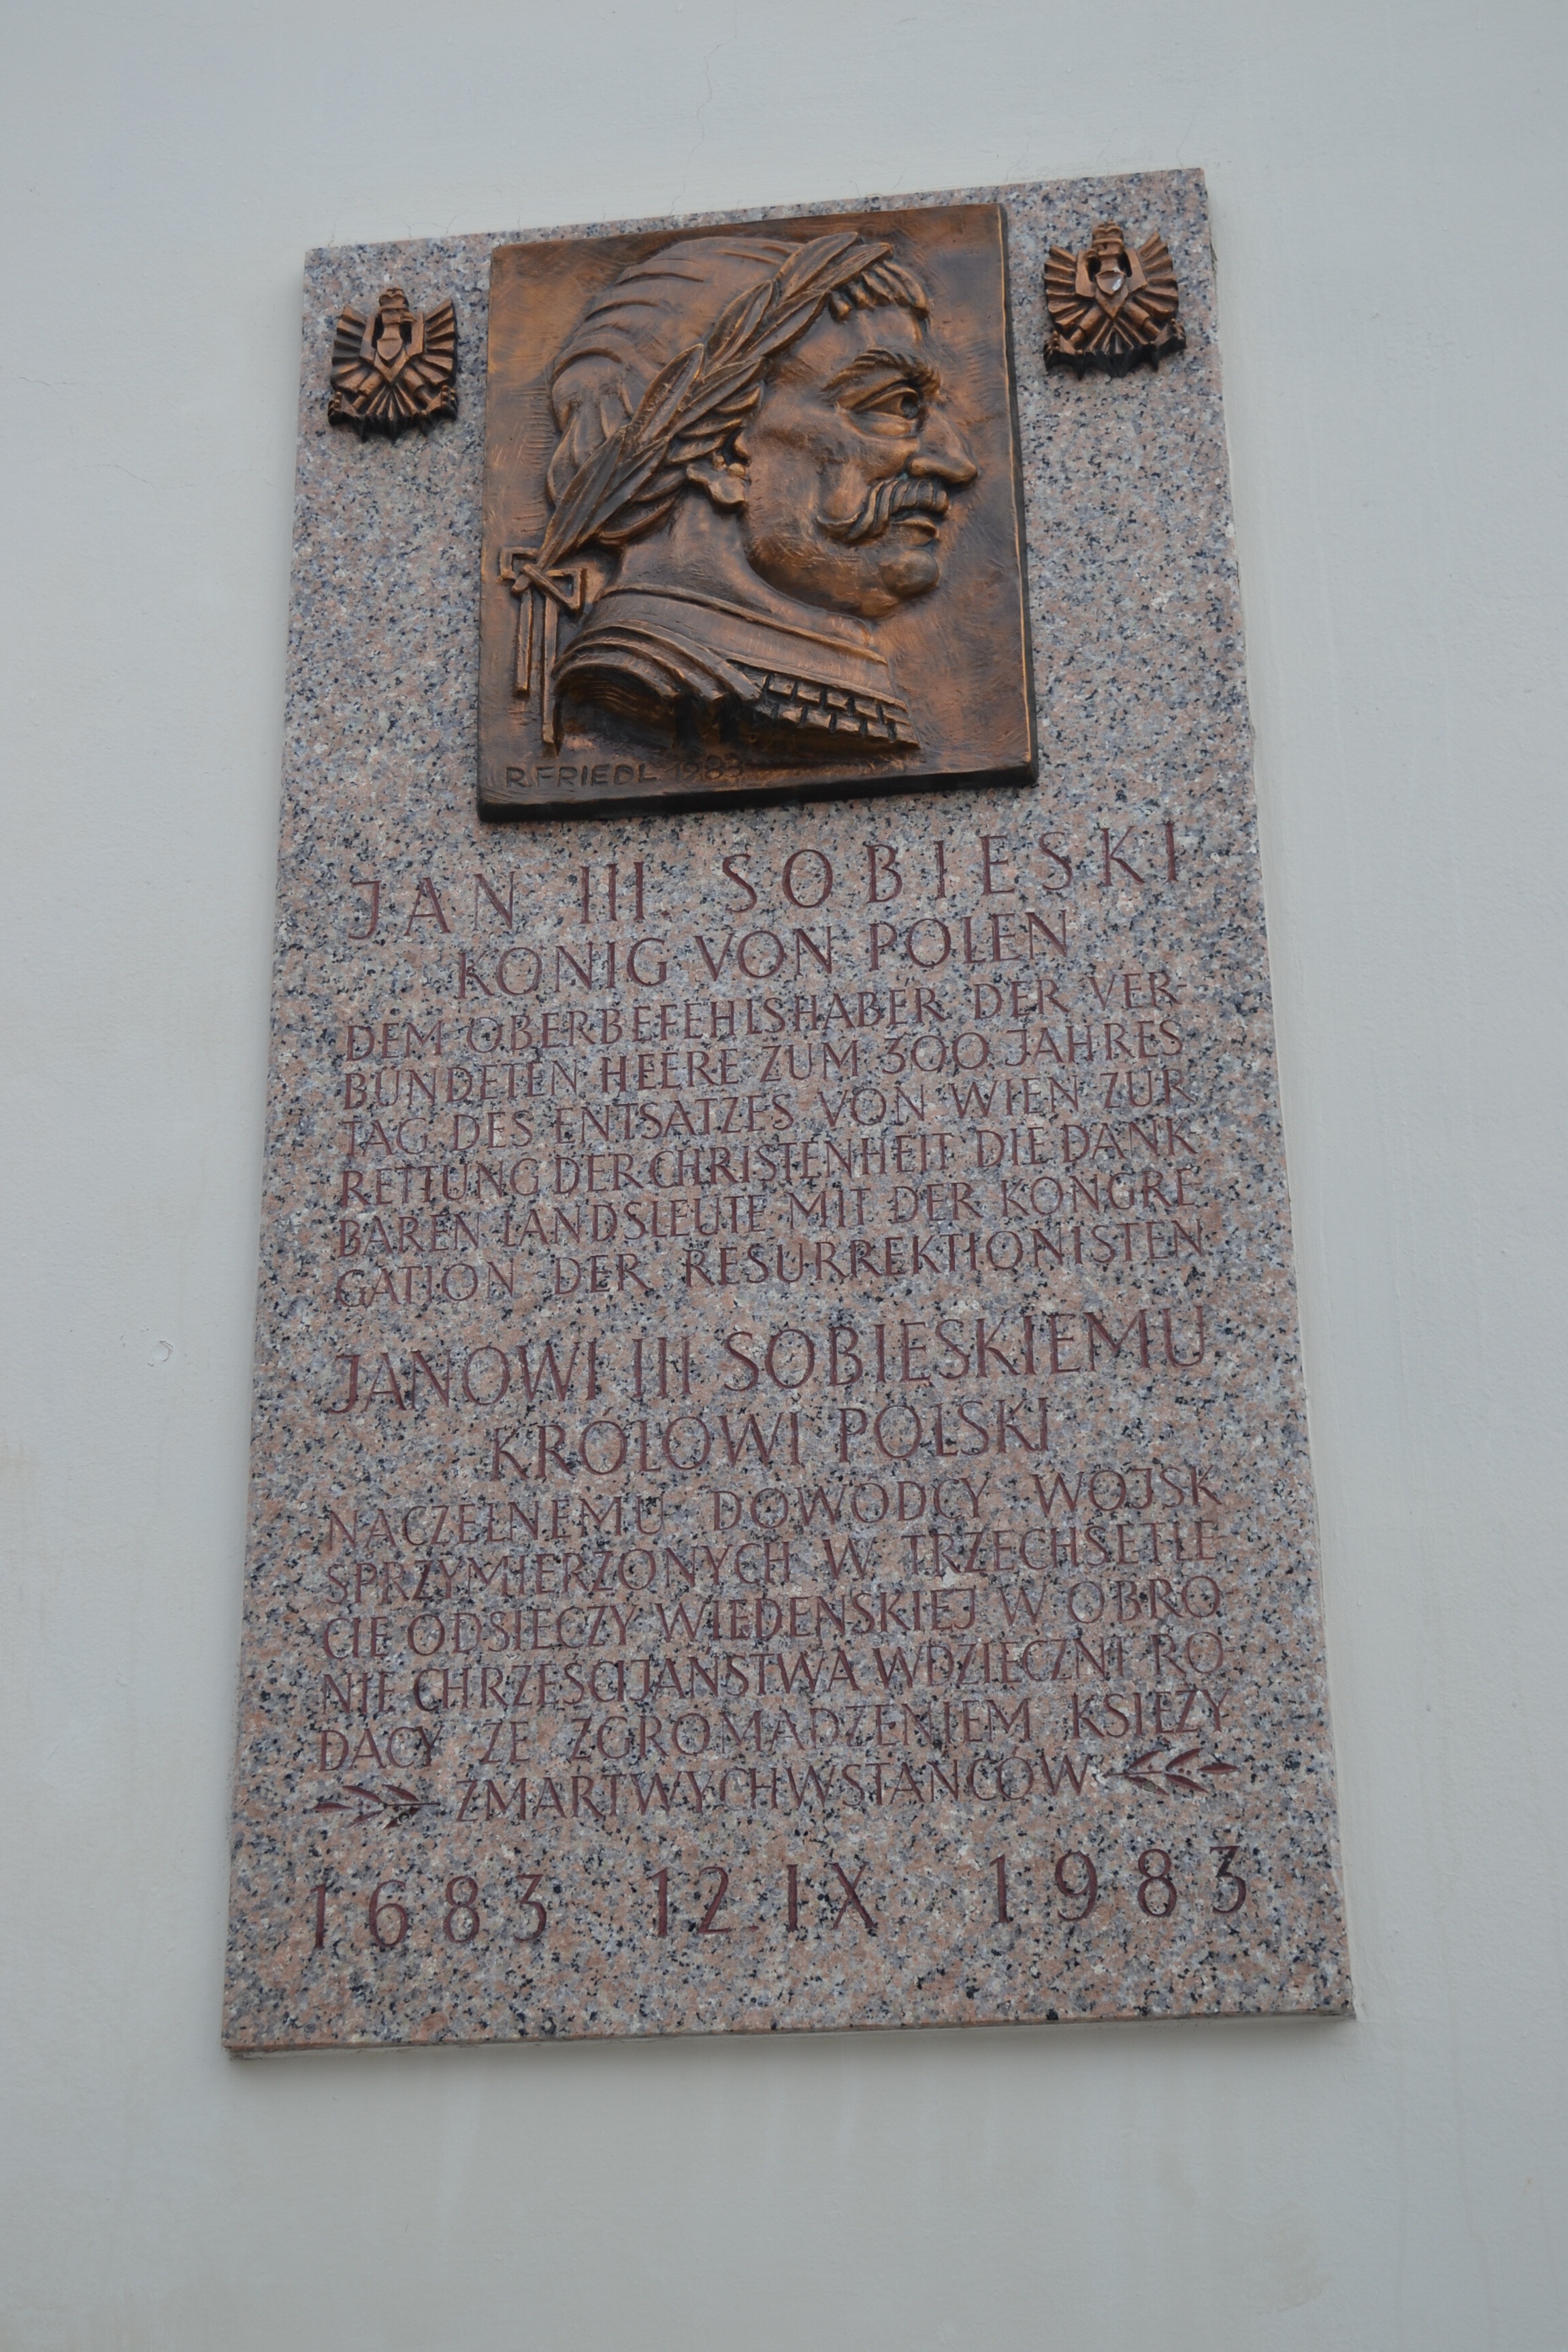 R. FRIEDL 1983
JAN III. SOBIESKI
KÖNIG VON POLEN
DEM OBERBEFEHLSHABER DER VER-
BÜNDETEN HEERE ZUM 300 JAHRES
TAG DES ENTSATZES VON WIEN ZUR
RETTUNG DER CHRISTENHEIT DIE DANK
BAREN LANDSLEUTE MIT DER KONGRE
GATION DER RESURREKTIONISTEN
JANOWI III SOBIESKIEMU
KRÓLOWI POLSKI
NACZELNEMU DOWÓDCY WOJSK
SPRZYMIERZONYCH W TRZECHSETLE
CIE ODSIECZY WIEDEŃSKIEJ W OBRO
NIE CHRZEŚCIJAŃSTWA WDZIĘCZNI RO
DACY ZE ZGROMADZENIEM KSIĘŻY
ZMARTWYCHWSTAŃCÓW
1683 12. IX 1983